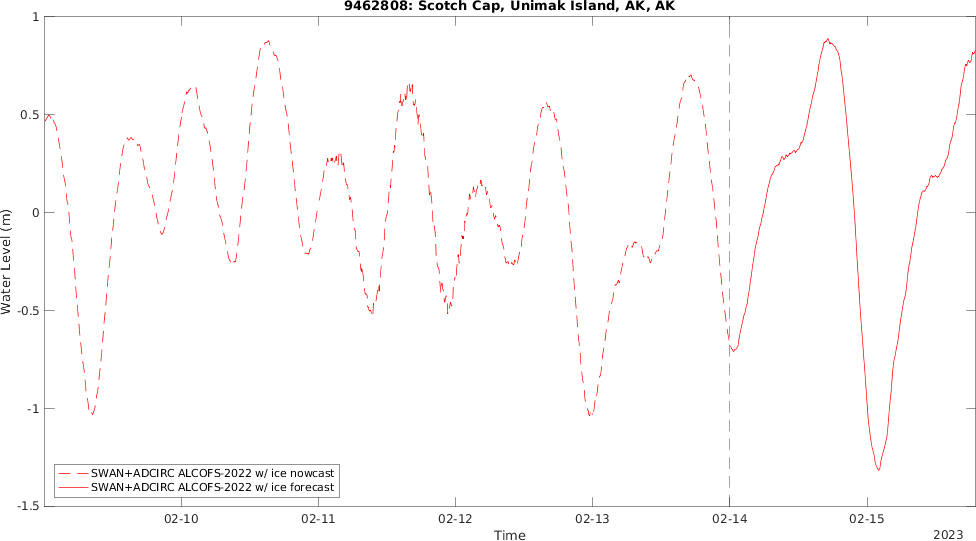 9462808: Scotch Cap, Unimak Island, AK, AK
1
0.5
0
-0.5
-1
-1.5
Water Level (m)
SWAN+ADCIRC ALCOFS-2022 w/ ice nowcast
SWAN+ADCIRC ALCOFS-2022 w/ ice forecast
02-10 02-11 02-12 02-13 02-14 02-15
Time
2023